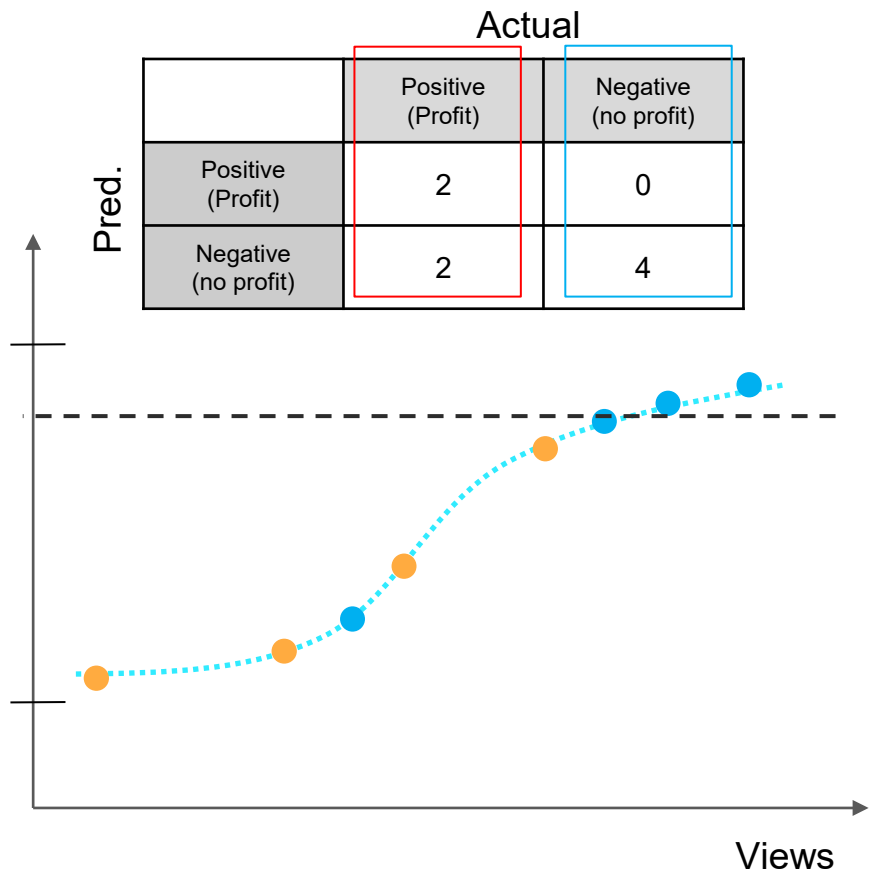 Actual
Positive
(Profit)
Negative
(no profit)
Pred.
Positive
(Profit)
2
0
Negative
(no profit)
2
4
Views